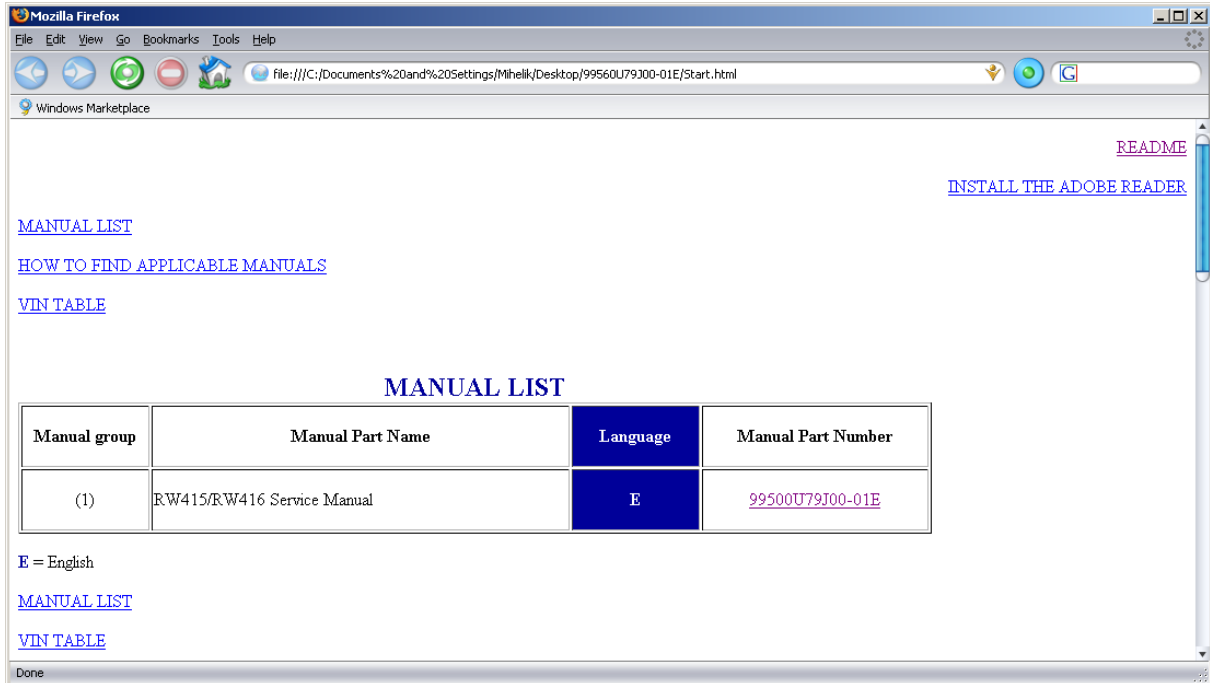 Mozilla Firefox
File Edit View Go Bookmarks Tools Help
file:///C:/Documents%20and%20Settings/Mihelik/Desktop/99560U79J00-01E/Start.html
G
Windows Marketplace
README
INSTALL THE ADOBE READER
MANUAL LIST
HOW TO FIND APPLICABLE MANUALS
VIN TABLE
MANUAL LIST
Manual group Manual Part Name Language Manual Part Number
(1) RW415/RW416 Service Manual E 99500U79J00-01E
E = English
MANUAL LIST
VIN TABLE
Done